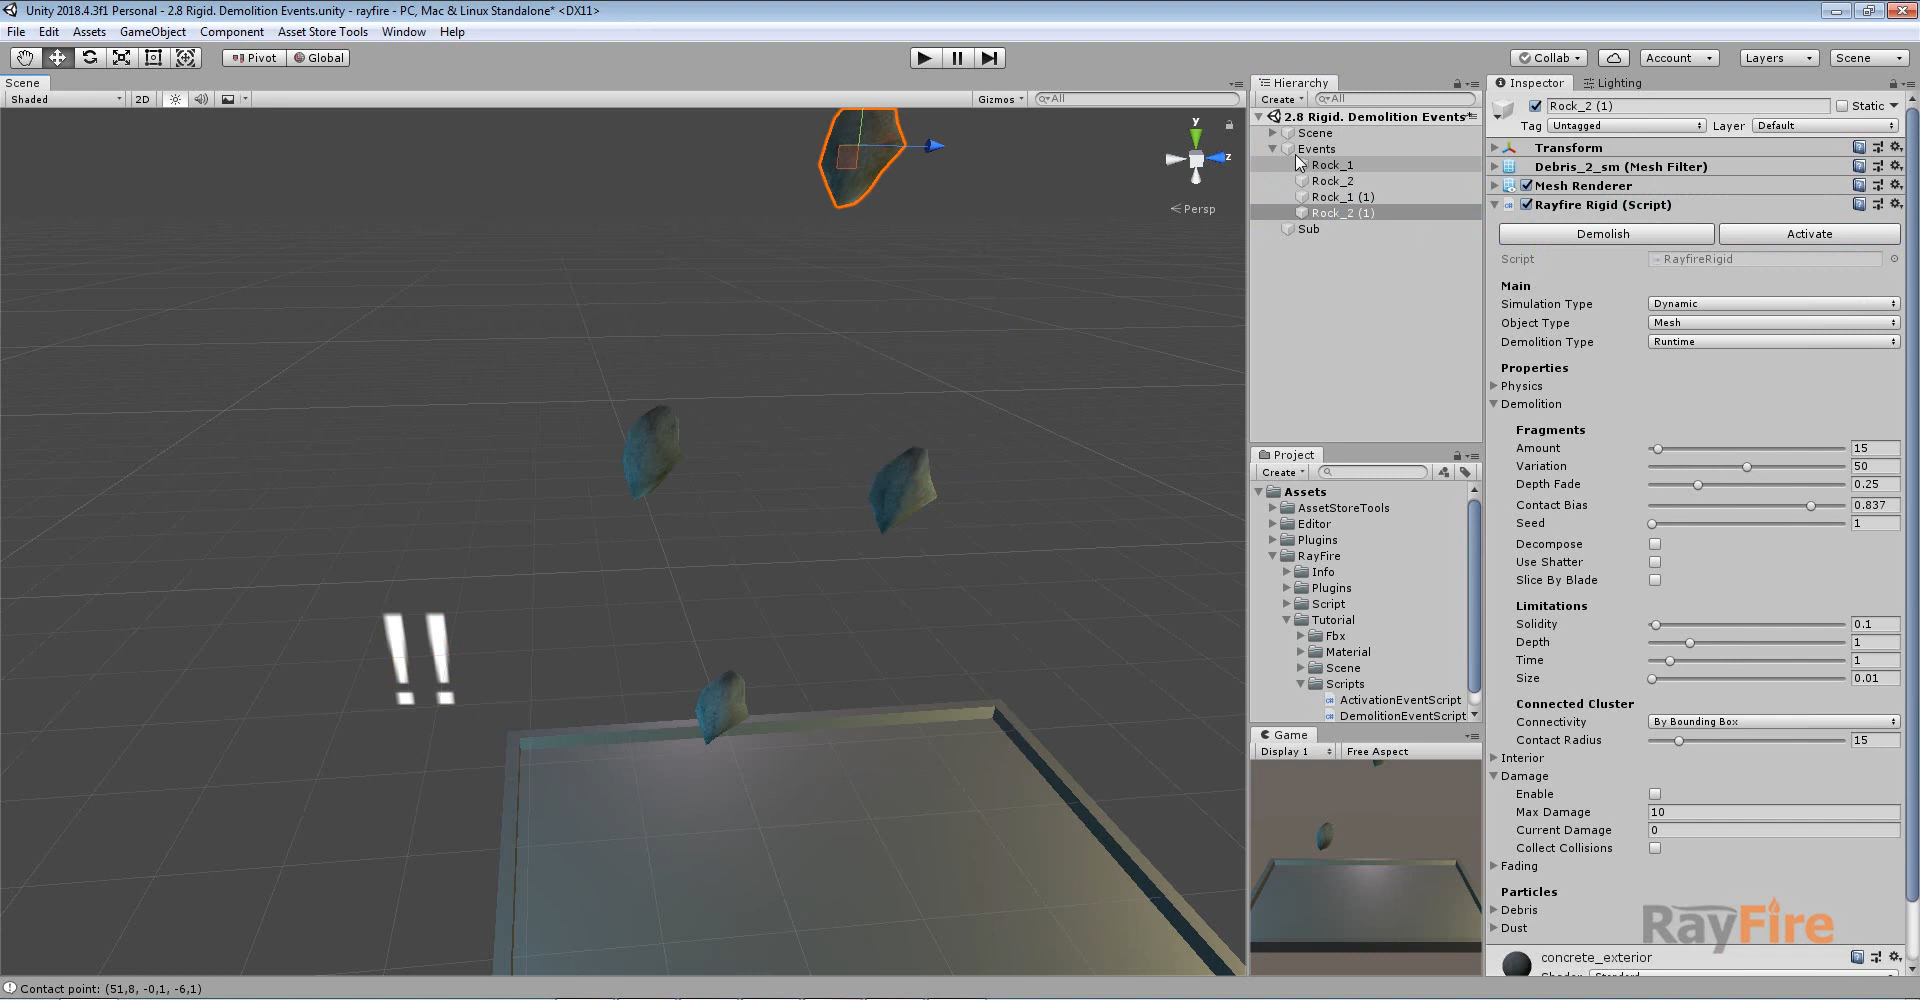 Unity 2018.4.3f1 Personal - 2.8 Rigid. Demolition Events.unity - rayfire - PC, Mac & Linux Standalone* <DX11>
File Edit Assets GameObject Component Asset Store Tools Window Help
Pivot Global Collab Account Layers Scene
Scene
Shaded 2D Gizmos All
Persp
y
z
!!
Hierarchy
Create All
2.8 Rigid. Demolition Events*
Scene
Events
Rock_1
Rock_2
Rock_1 (1)
Rock_2 (1)
Sub
Project
Create
Assets
AssetStoreTools
Editor
Plugins
RayFire
Info
Plugins
Script
Tutorial
Fbx
Material
Scene
Scripts
ActivationEventScript
DemolitionEventScript
Game
Display 1 Free Aspect
Inspector Lighting
Rock_2 (1) Static
Tag Untagged Layer Default
Transform
Debris_2_sm (Mesh Filter)
Mesh Renderer
Rayfire Rigid (Script)
Demolish Activate
Script RayfireRigid
Main
Simulation Type Dynamic
Object Type Mesh
Demolition Type Runtime
Properties
Physics
Demolition
Fragments
Amount 15
Variation 50
Depth Fade 0.25
Contact Bias 0.837
Seed 1
Decompose
Use Shatter
Slice By Blade
Limitations
Solidity 0.1
Depth 1
Time 1
Size 0.01
Connected Cluster
Connectivity By Bounding Box
Contact Radius 15
Interior
Damage
Enable
Max Damage 10
Current Damage 0
Collect Collisions
Fading
Particles
Debris
Dust
RayFire
concrete_exterior
Contact point: (51,8, -0,1, -6,1)